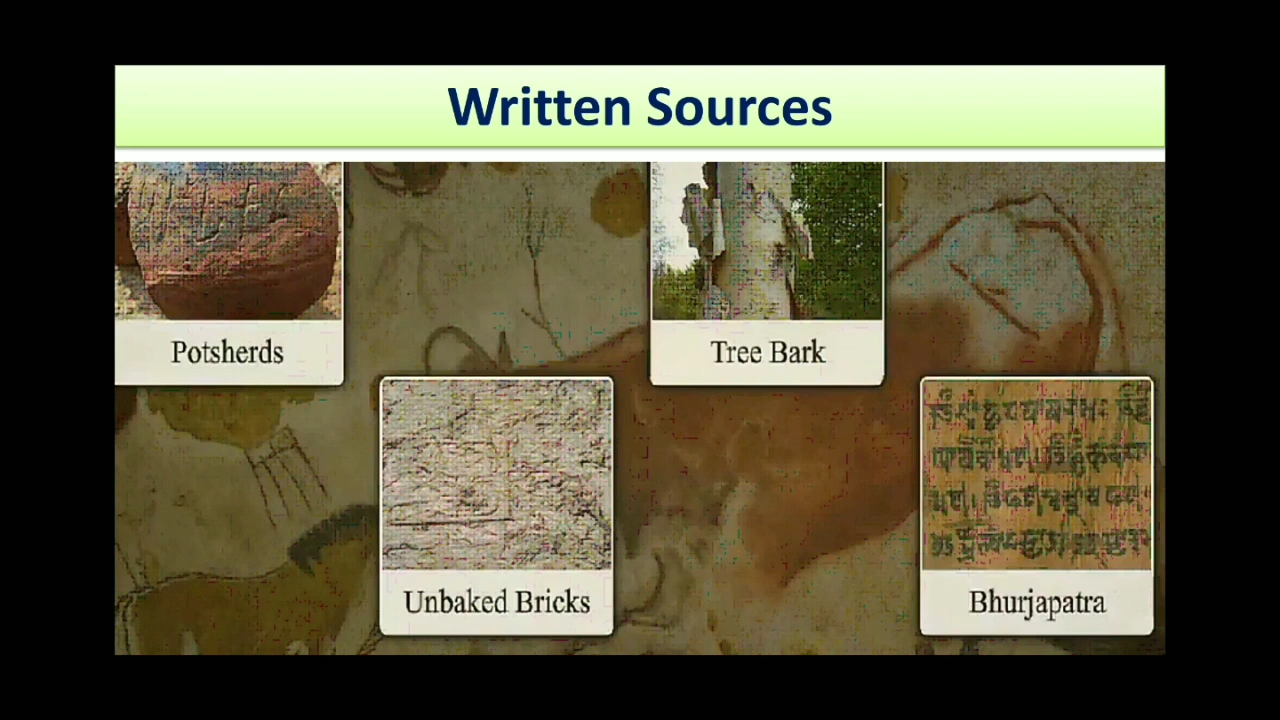 Written Sources
Potsherds
Tree Bark
Unbaked Bricks
Bhurjapatra